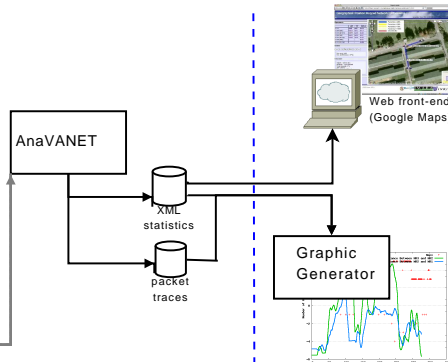 AnaVANET
XML
statistics
packet
traces
Web front-end
(Google Maps
Graphic
Generator